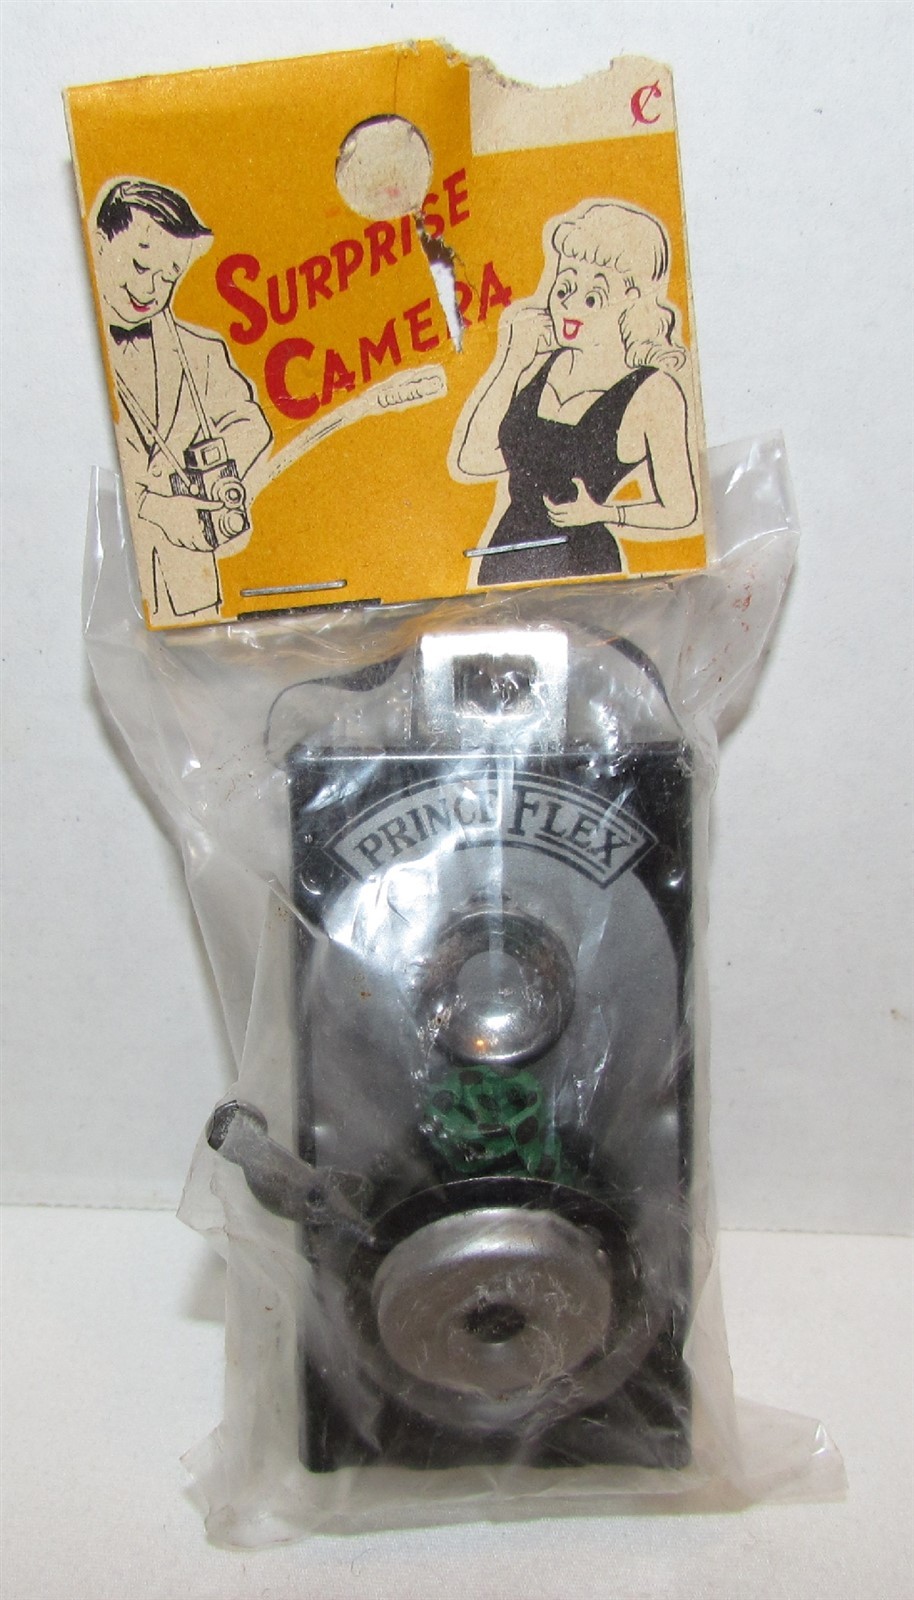 ¢
SURPRISE
CAMERA
PRINCE FLEX